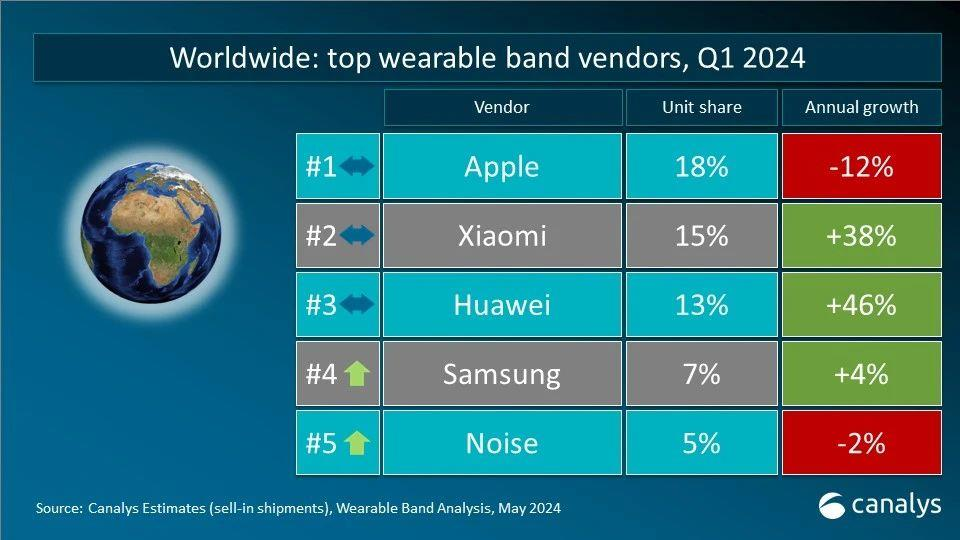 Worldwide: top wearable band vendors, Q1 2024
Vendor Unit share Annual growth
#1 Apple 18% -12%
#2 Xiaomi 15% +38%
#3 Huawei 13% +46%
#4 Samsung 7% +4%
#5 Noise 5% -2%
Source: Canalys Estimates (sell-in shipments), Wearable Band Analysis, May 2024
canalys